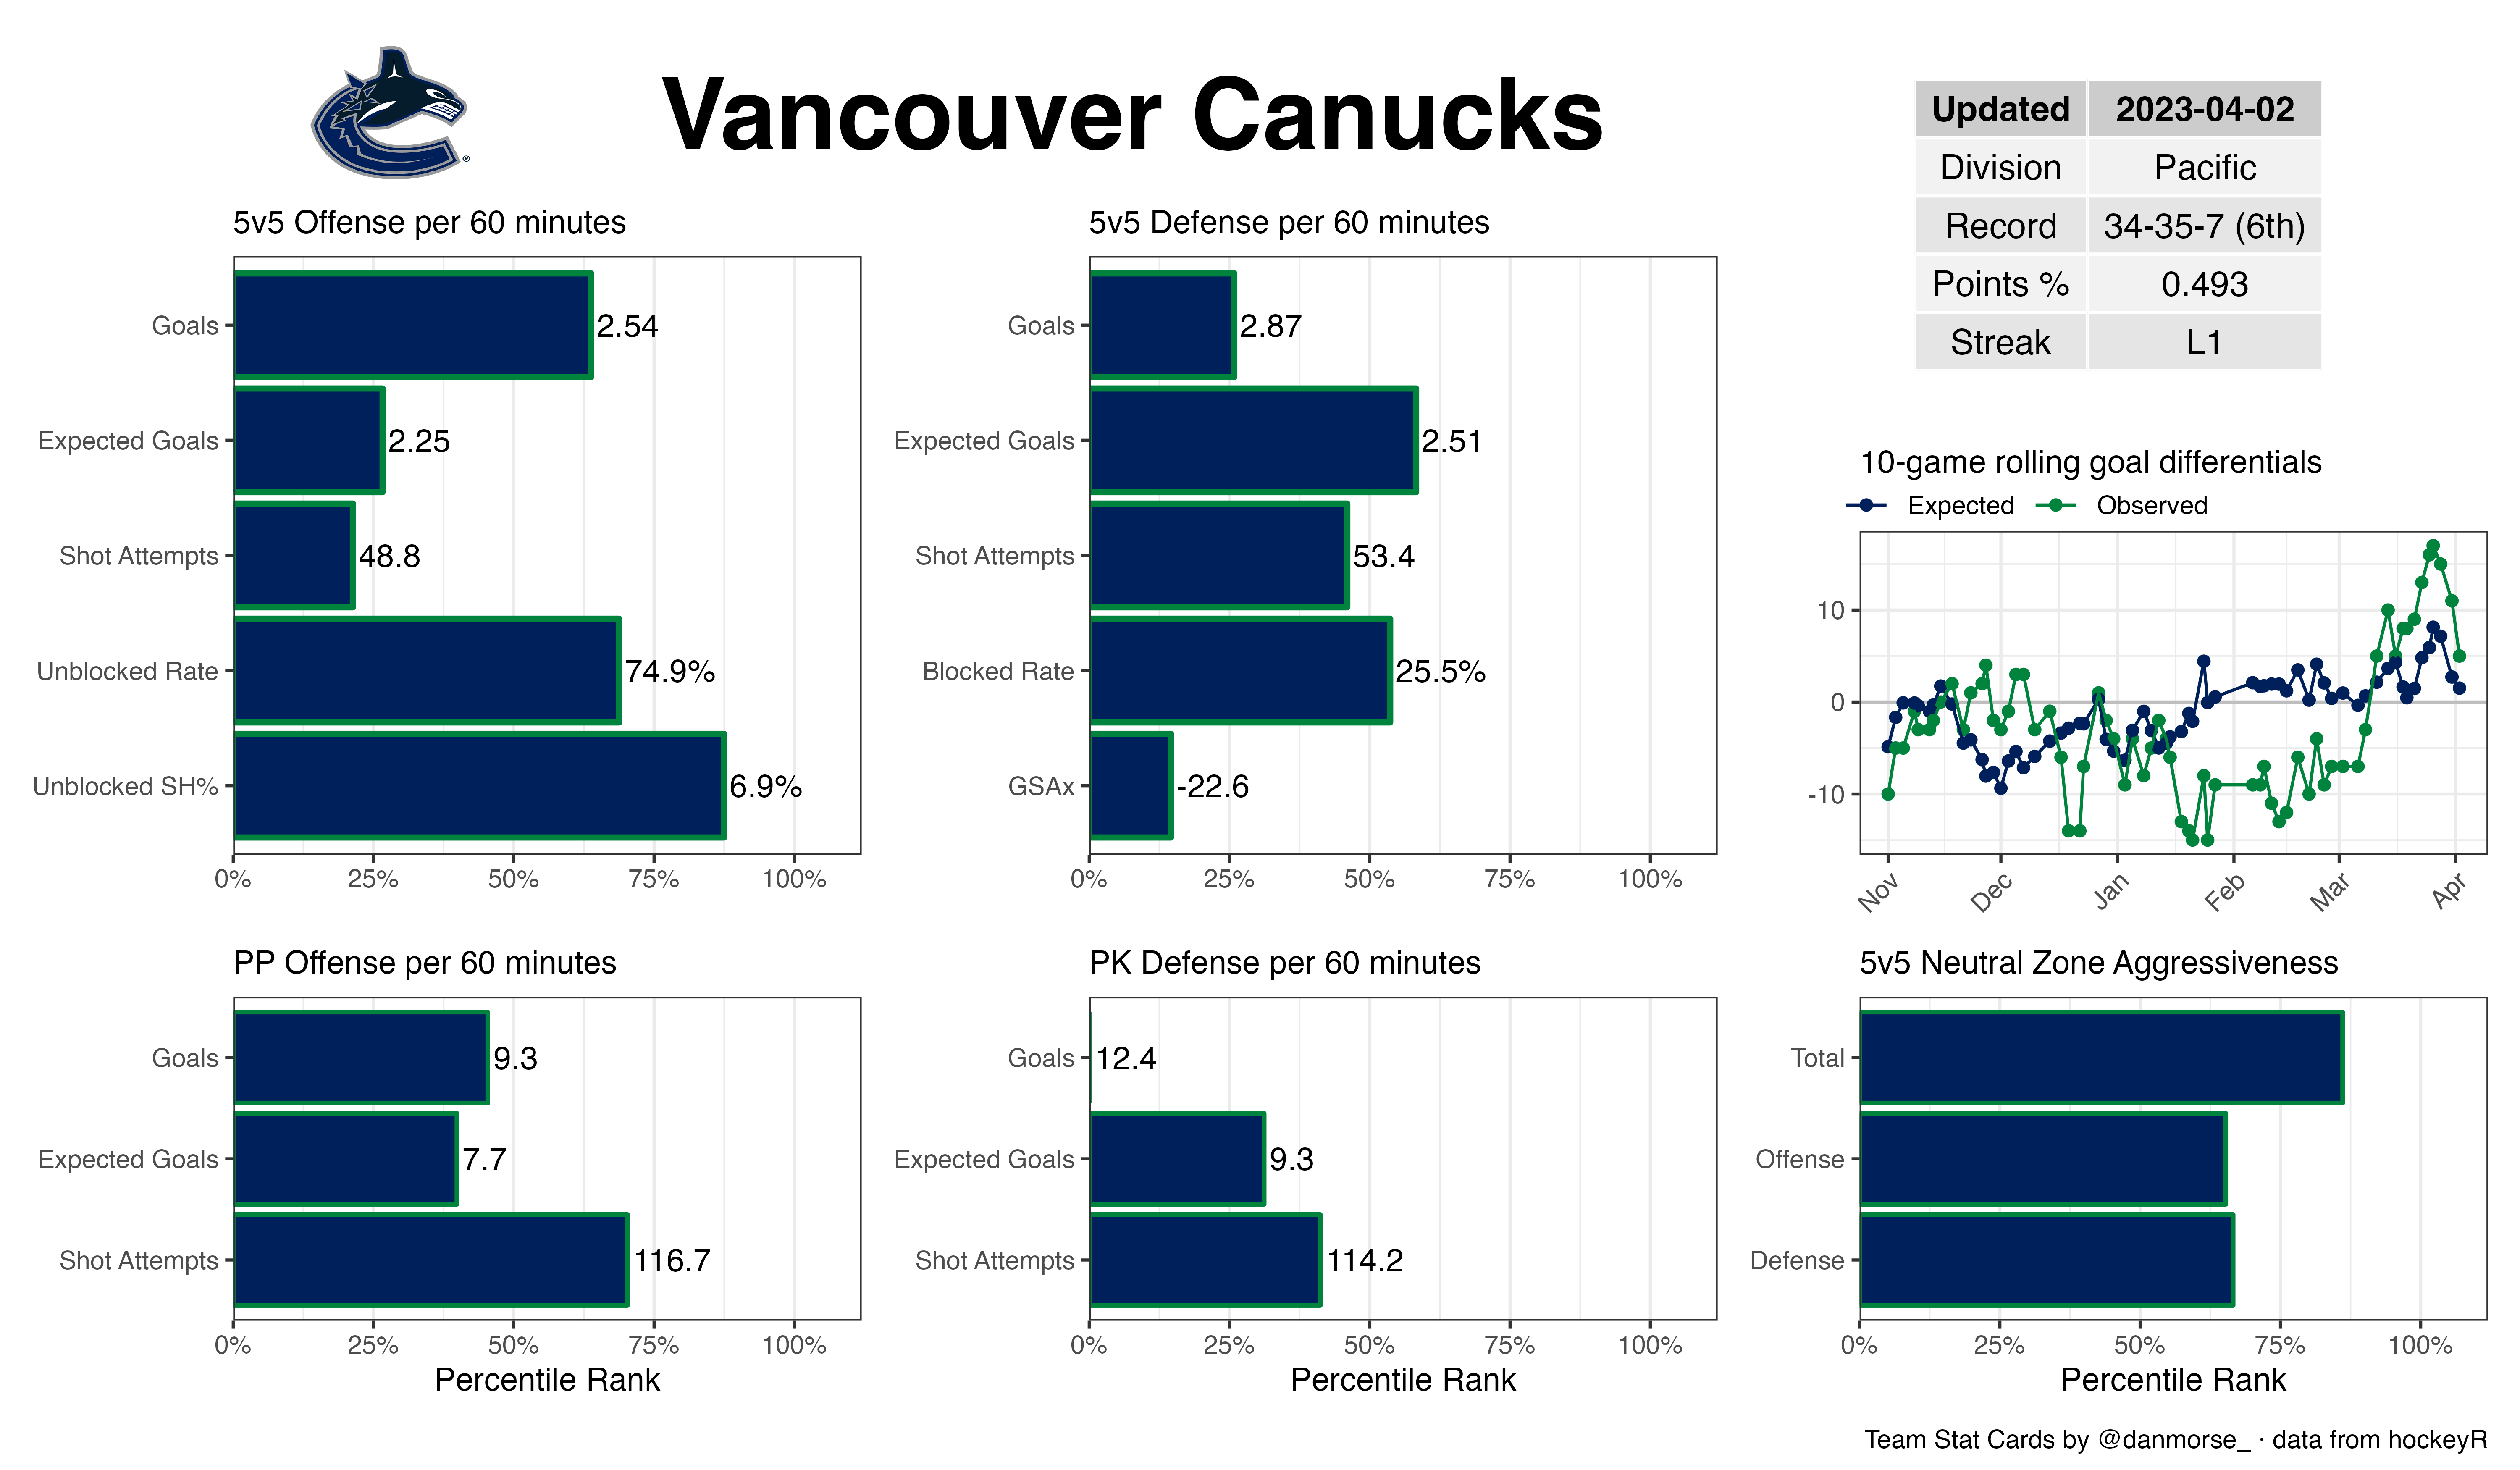 Vancouver Canucks
Updated 2023-04-02
Division Pacific
Record 34-35-7 (6th)
Points % 0.493
Streak L1
5v5 Offense per 60 minutes
Goals 2.54
Expected Goals 2.25
Shot Attempts 48.8
Unblocked Rate 74.9%
Unblocked SH% 6.9%
0% 25% 50% 75% 100%
5v5 Defense per 60 minutes
Goals 2.87
Expected Goals 2.51
Shot Attempts 53.4
Blocked Rate 25.5%
GSAx -22.6
0% 25% 50% 75% 100%
10-game rolling goal differentials
Expected Observed
10
0
-10
Nov Dec Jan Feb Mar Apr
PP Offense per 60 minutes
Goals 9.3
Expected Goals 7.7
Shot Attempts 116.7
0% 25% 50% 75% 100%
Percentile Rank
PK Defense per 60 minutes
Goals 12.4
Expected Goals 9.3
Shot Attempts 114.2
0% 25% 50% 75% 100%
Percentile Rank
5v5 Neutral Zone Aggressiveness
Total
Offense
Defense
0% 25% 50% 75% 100%
Percentile Rank
Team Stat Cards by @danmorse_ · data from hockeyR